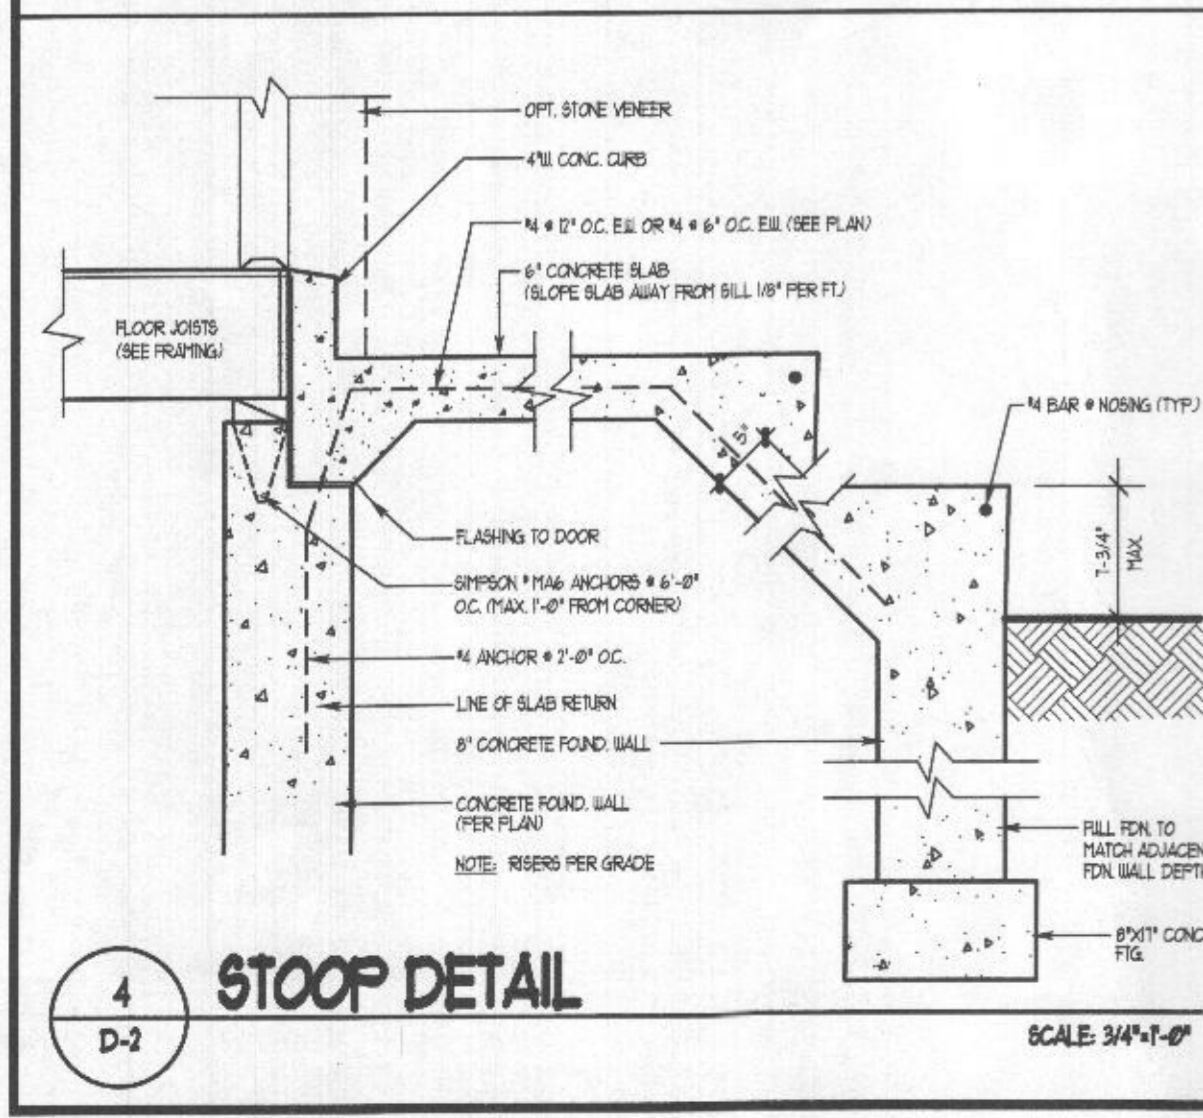 OPT. STONE VENEER
4"W. CONC. CURB
#4 @ 12" O.C. E.W. OR #4 @ 6" O.C. E.W. (SEE PLAN)
6" CONCRETE SLAB
(SLOPE SLAB AWAY FROM SILL 1/8" PER FT.)
FLOOR JOISTS
(SEE FRAMING)
#4 BAR @ NOSING (TYP.)
5"
7-3/4"
MAX.
FLASHING TO DOOR
SIMPSON # MA6 ANCHORS @ 6'-0"
O.C. (MAX. 1'-0" FROM CORNER)
#4 ANCHOR @ 2'-0" O.C.
LINE OF SLAB RETURN
8" CONCRETE FOUND. WALL
CONCRETE FOUND. WALL
(PER PLAN)
NOTE: RISERS PER GRADE
FULL FDN. TO
MATCH ADJACEN
FDN. WALL DEPTH
8"X17" CONC
FTG.
4
D-2
STOOP DETAIL
SCALE: 3/4"=1'-0"